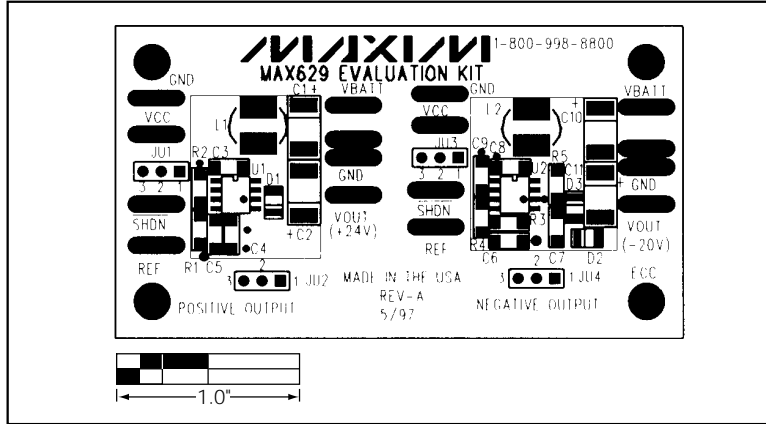 MAXIM 1-800-998-8800
MAX629 EVALUATION KIT
GND
VCC
JU1
3 2 1
SHDN
REF
R2 C3
L1
C1+
U1
D1
R1 C5
C4
+C2
VBATT
GND
VOUT
(+24V)
2
3 1 JU2
POSITIVE OUTPUT
MADE IN THE USA
REV-A
5/97
GND
VCC
JU3
3 2 1
SHDN
REF
L2
C9 C8
U2
R5
R3
R4
C6
C7
D3
D2
+
C10
C11
+
VBATT
GND
VOUT
(-20V)
2
3 1 JU4
NEGATIVE OUTPUT
ECC
1.0"